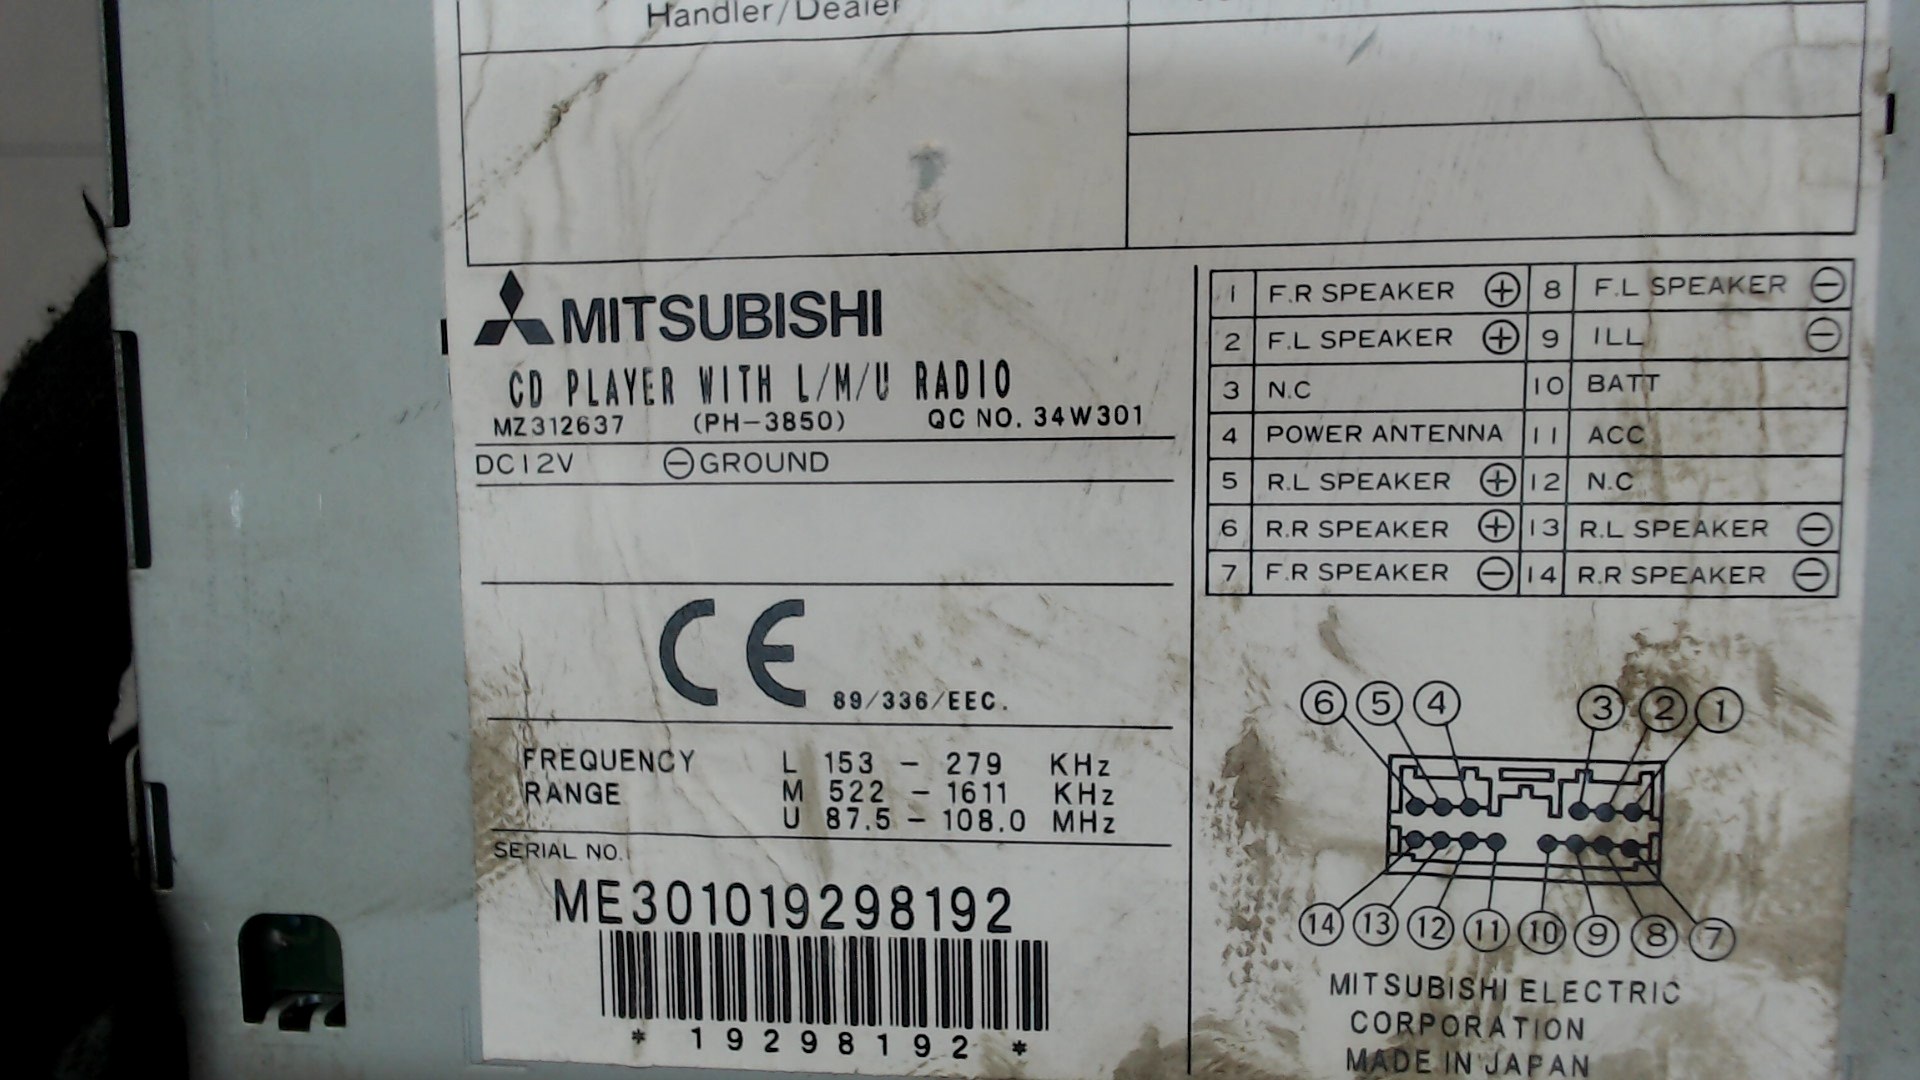 Handler/Dealer
MITSUBISHI
CD PLAYER WITH L/M/U RADIO
MZ312637 (PH-3850) QC NO. 34W301
DC12V ⊖GROUND
CE 89/336/EEC.
FREQUENCY RANGE
L 153 - 279 KHz
M 522 - 1611 KHz
U 87.5 - 108.0 MHz
SERIAL NO.
ME301019298192
* 19298192 *
1 F.R SPEAKER ⊕ 8 F.L SPEAKER ⊖
2 F.L SPEAKER ⊕ 9 ILL ⊖
3 N.C 10 BATT
4 POWER ANTENNA 11 ACC
5 R.L SPEAKER ⊕ 12 N.C
6 R.R SPEAKER ⊕ 13 R.L SPEAKER ⊖
7 F.R SPEAKER ⊖ 14 R.R SPEAKER ⊖
6 5 4 3 2 1
14 13 12 11 10 9 8 7
MITSUBISHI ELECTRIC
CORPORATION
MADE IN JAPAN